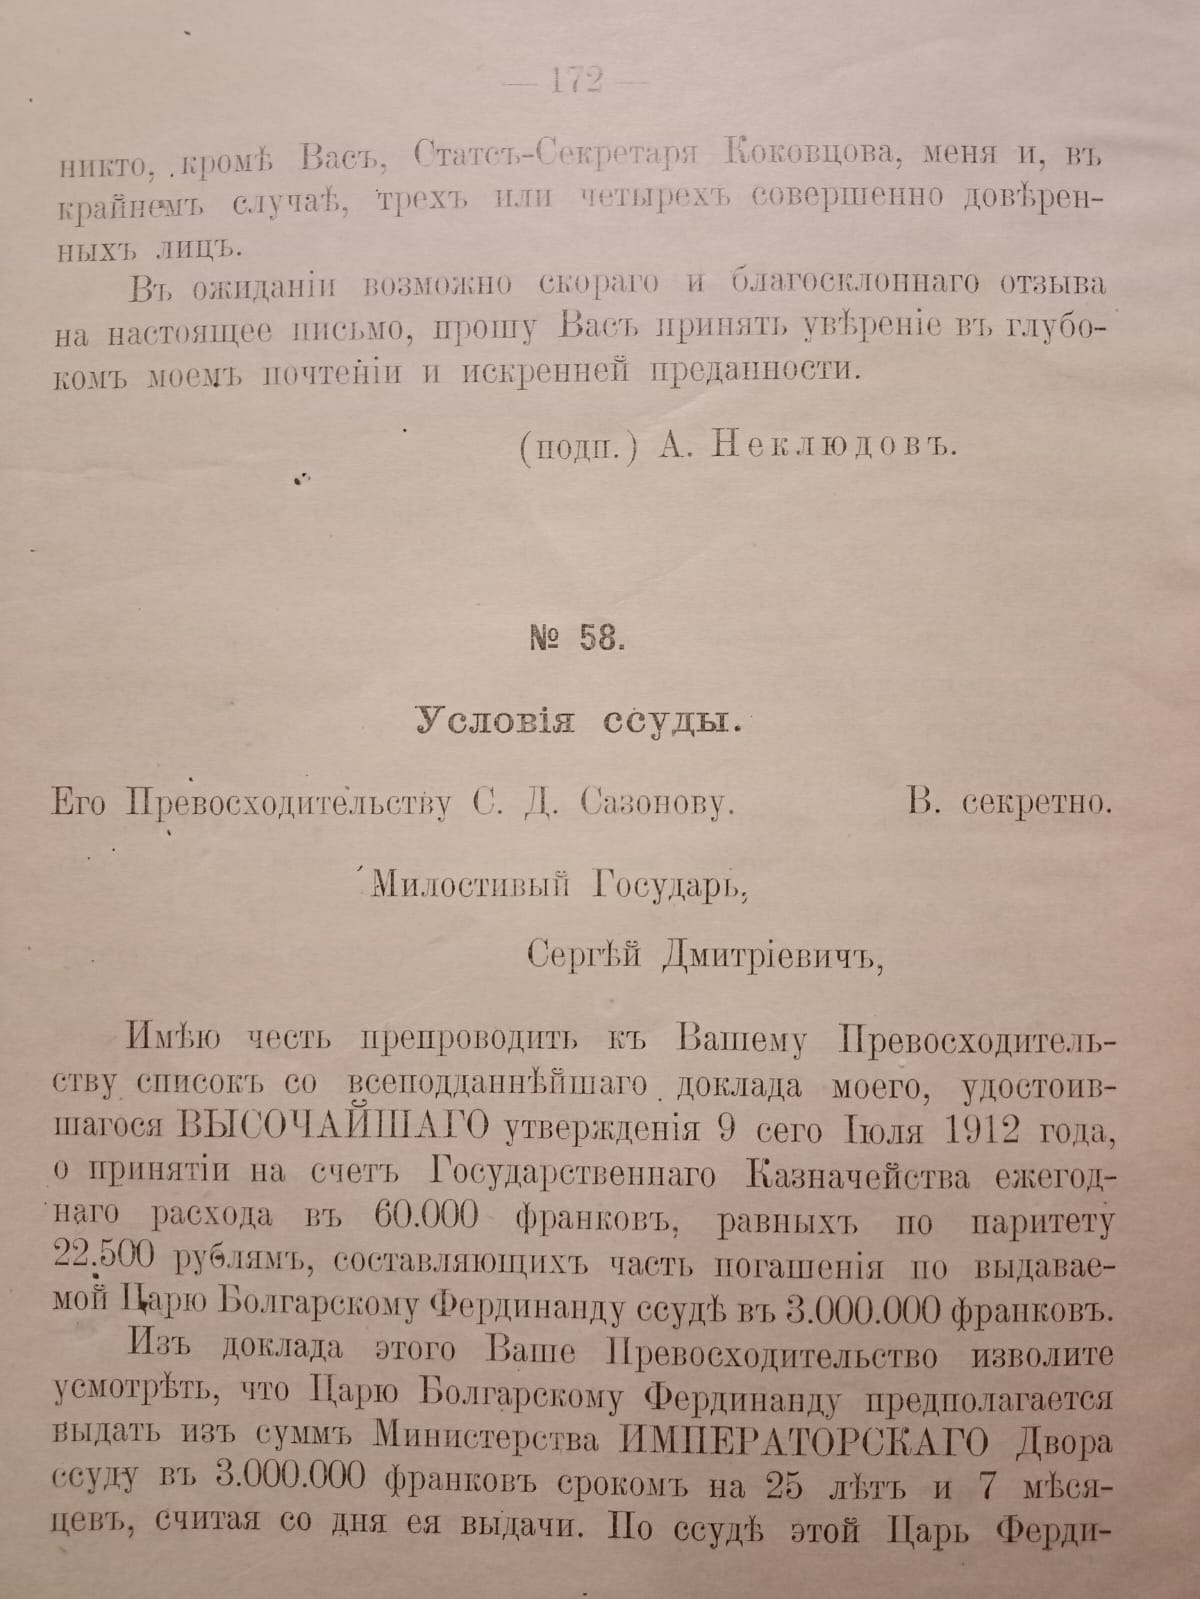 — 172 —
никто, кромѣ Васъ, Статсъ-Секретаря Коковцова, меня и, въ
крайнемъ случаѣ, трехъ или четырехъ совершенно довѣрен-
ныхъ лицъ.
Въ ожиданіи возможно скораго и благосклоннаго отзыва
на настоящее письмо, прошу Васъ принять увѣреніе въ глубо-
комъ моемъ почтеніи и искренней преданности.
(подп.) А. Неклюдовъ.
№ 58.
Условія ссуды.
Его Превосходительству С. Д. Сазонову. В. секретно.
Милостивый Государь,
Сергѣй Дмитріевичъ,
Имѣю честь препроводить къ Вашему Превосходитель-
ству списокъ со всеподданнѣйшаго доклада моего, удостоив-
шагося ВЫСОЧАЙШАГО утвержденія 9 сего Іюля 1912 года,
о принятіи на счетъ Государственнаго Казначейства ежегод-
наго расхода въ 60.000 франковъ, равныхъ по паритету
22.500 рублямъ, составляющихъ часть погашенія по выдавае-
мой Царю Болгарскому Фердинанду ссудѣ въ 3.000.000 франковъ.
Изъ доклада этого Ваше Превосходительство изволите
усмотрѣть, что Царю Болгарскому Фердинанду предполагается
выдать изъ суммъ Министерства ИМПЕРАТОРСКАГО Двора
ссуду въ 3.000.000 франковъ срокомъ на 25 лѣтъ и 7 мѣся-
цевъ, считая со дня ея выдачи. По ссудѣ этой Царь Ферди-